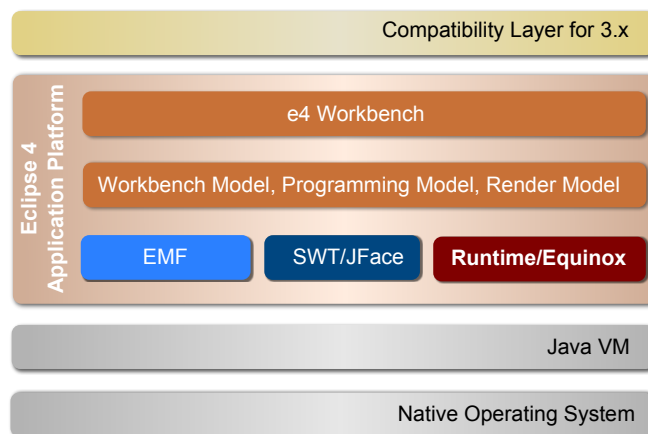 Compatibility Layer for 3.x
Eclipse 4
Application Platform
e4 Workbench
Workbench Model, Programming Model, Render Model
EMF
SWT/JFace
Runtime/Equinox
Java VM
Native Operating System